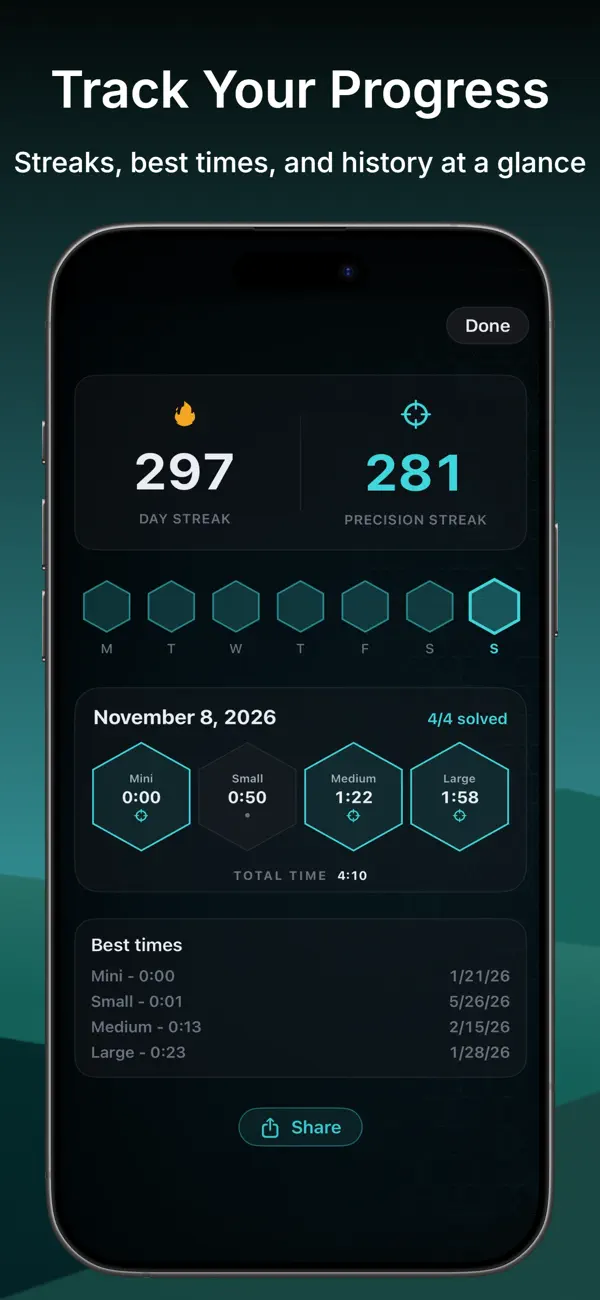 Track Your Progress
Streaks, best times, and history at a glance
Done
297 281
DAY STREAK PRECISION STREAK
M T W T F S S
November 8, 2026 4/4 solved
Mini Small Medium Large
0:00 0:50 1:22 1:58
TOTAL TIME 4:10
Best times
Mini - 0:00 1/21/26
Small - 0:01 5/26/26
Medium - 0:13 2/15/26
Large - 0:23 1/28/26
Share